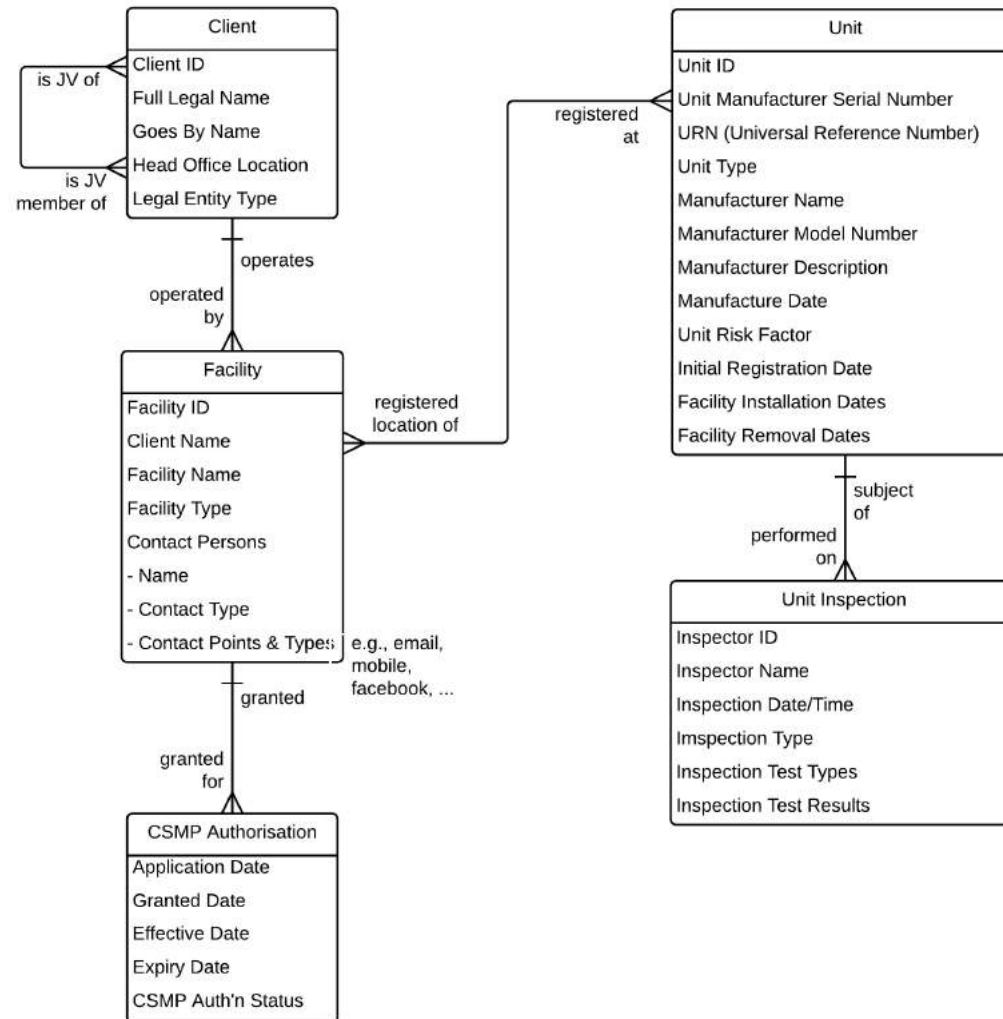 Client
Client ID
Full Legal Name
Goes By Name
Head Office Location
Legal Entity Type
is JV of
is JV
member of
operates
operated
by
Facility
Facility ID
Client Name
Facility Name
Facility Type
Contact Persons
- Name
- Contact Type
- Contact Points & Types
e.g., email,
mobile,
facebook, ...
granted
granted
for
CSMP Authorisation
Application Date
Granted Date
Effective Date
Expiry Date
CSMP Auth'n Status
registered
at
registered
location of
Unit
Unit ID
Unit Manufacturer Serial Number
URN (Universal Reference Number)
Unit Type
Manufacturer Name
Manufacturer Model Number
Manufacturer Description
Manufacture Date
Unit Risk Factor
Initial Registration Date
Facility Installation Dates
Facility Removal Dates
subject
of
performed
on
Unit Inspection
Inspector ID
Inspector Name
Inspection Date/Time
Imspection Type
Inspection Test Types
Inspection Test Results